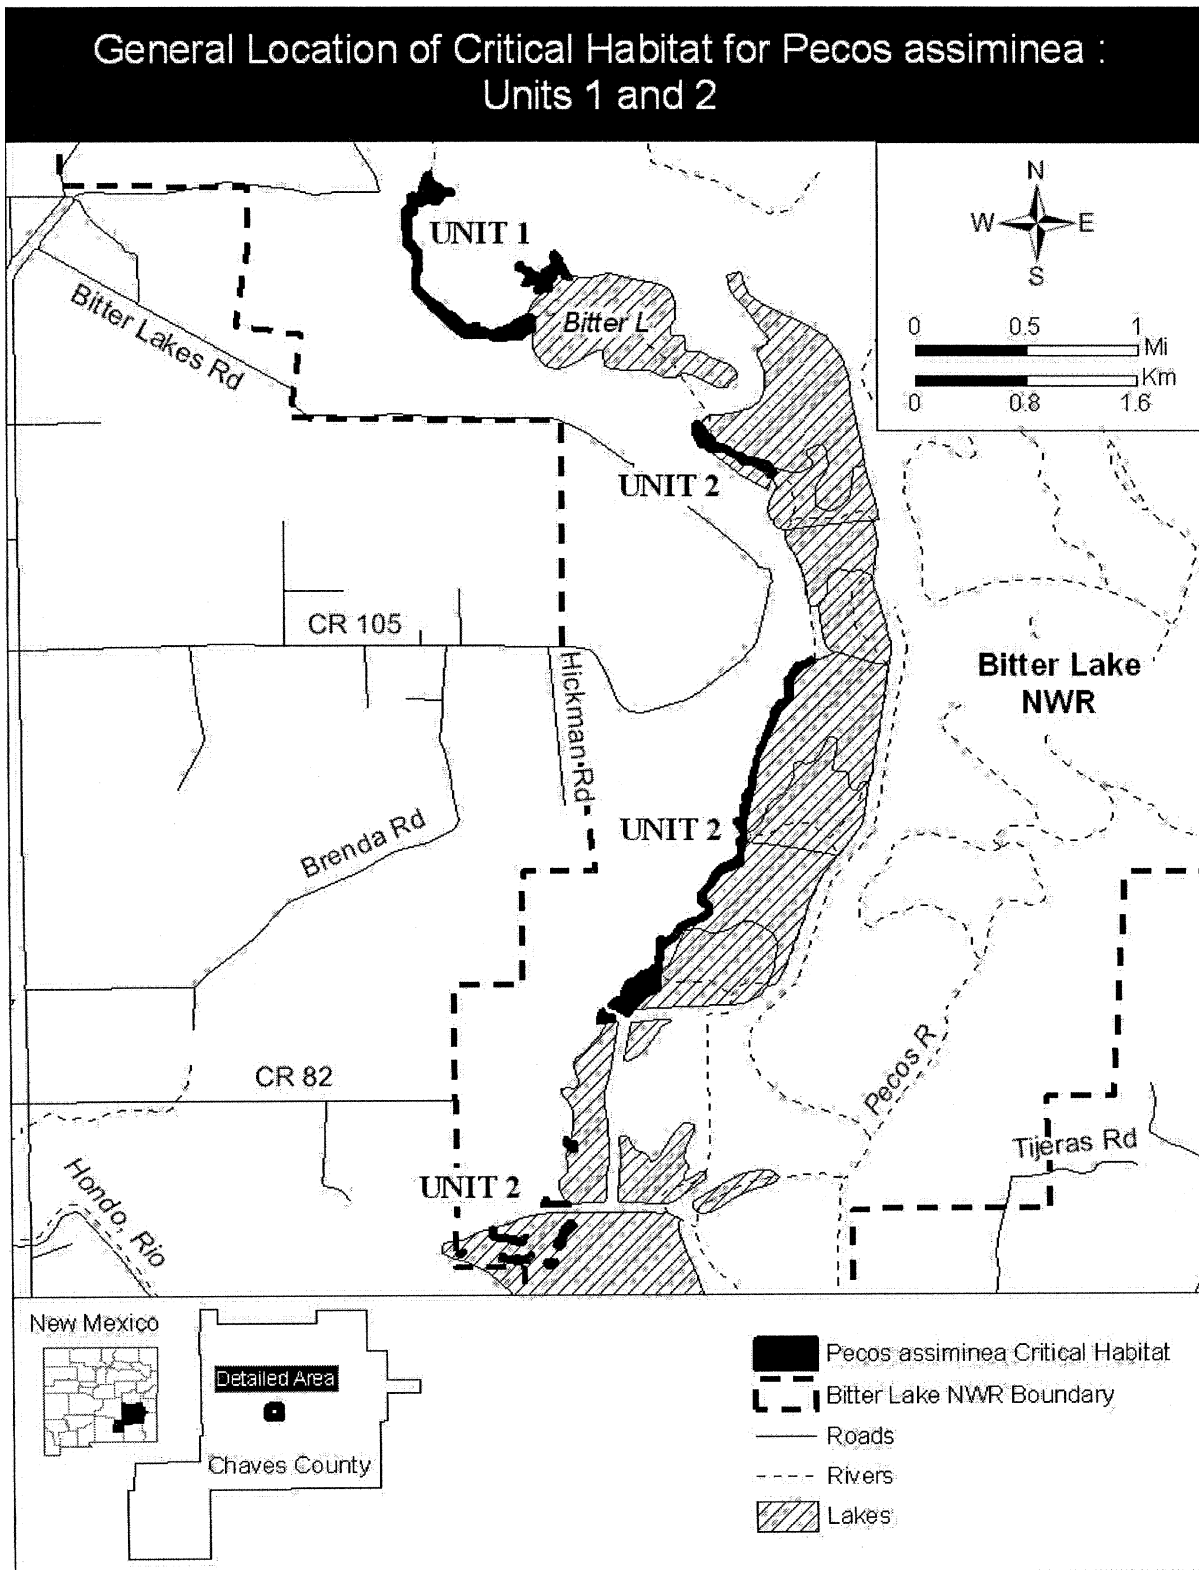 General Location of Critical Habitat for Pecos assiminea :
Units 1 and 2
N
W E
S
0 0.5 1
Mi
Km
0 0.8 1.6
UNIT 1
Bitter L
Bitter Lakes Rd
UNIT 2
CR 105
Hickman Rd
Bitter Lake
NWR
UNIT 2
Brenda Rd
Pecos R
CR 82
Tijeras Rd
UNIT 2
Hondo, Rio
New Mexico
Detailed Area
Chaves County
Pecos assiminea Critical Habitat
Bitter Lake NWR Boundary
Roads
Rivers
Lakes